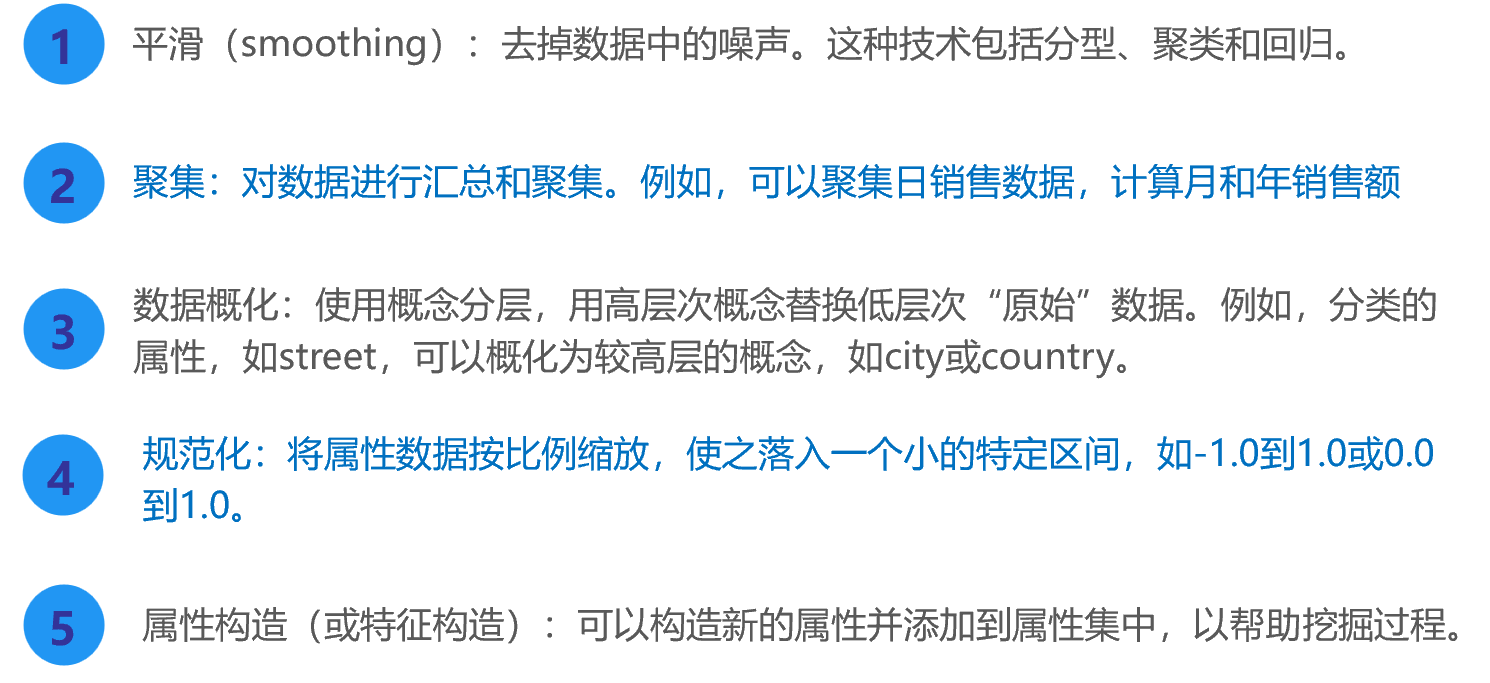 1 平滑（smoothing）：去掉数据中的噪声。这种技术包括分型、聚类和回归。
2 聚集：对数据进行汇总和聚集。例如，可以聚集日销售数据，计算月和年销售额
3 数据概化：使用概念分层，用高层次概念替换低层次“原始”数据。例如，分类的
属性，如street，可以概化为较高层的概念，如city或country。
4 规范化：将属性数据按比例缩放，使之落入一个小的特定区间，如-1.0到1.0或0.0
到1.0。
5 属性构造（或特征构造）：可以构造新的属性并添加到属性集中，以帮助挖掘过程。